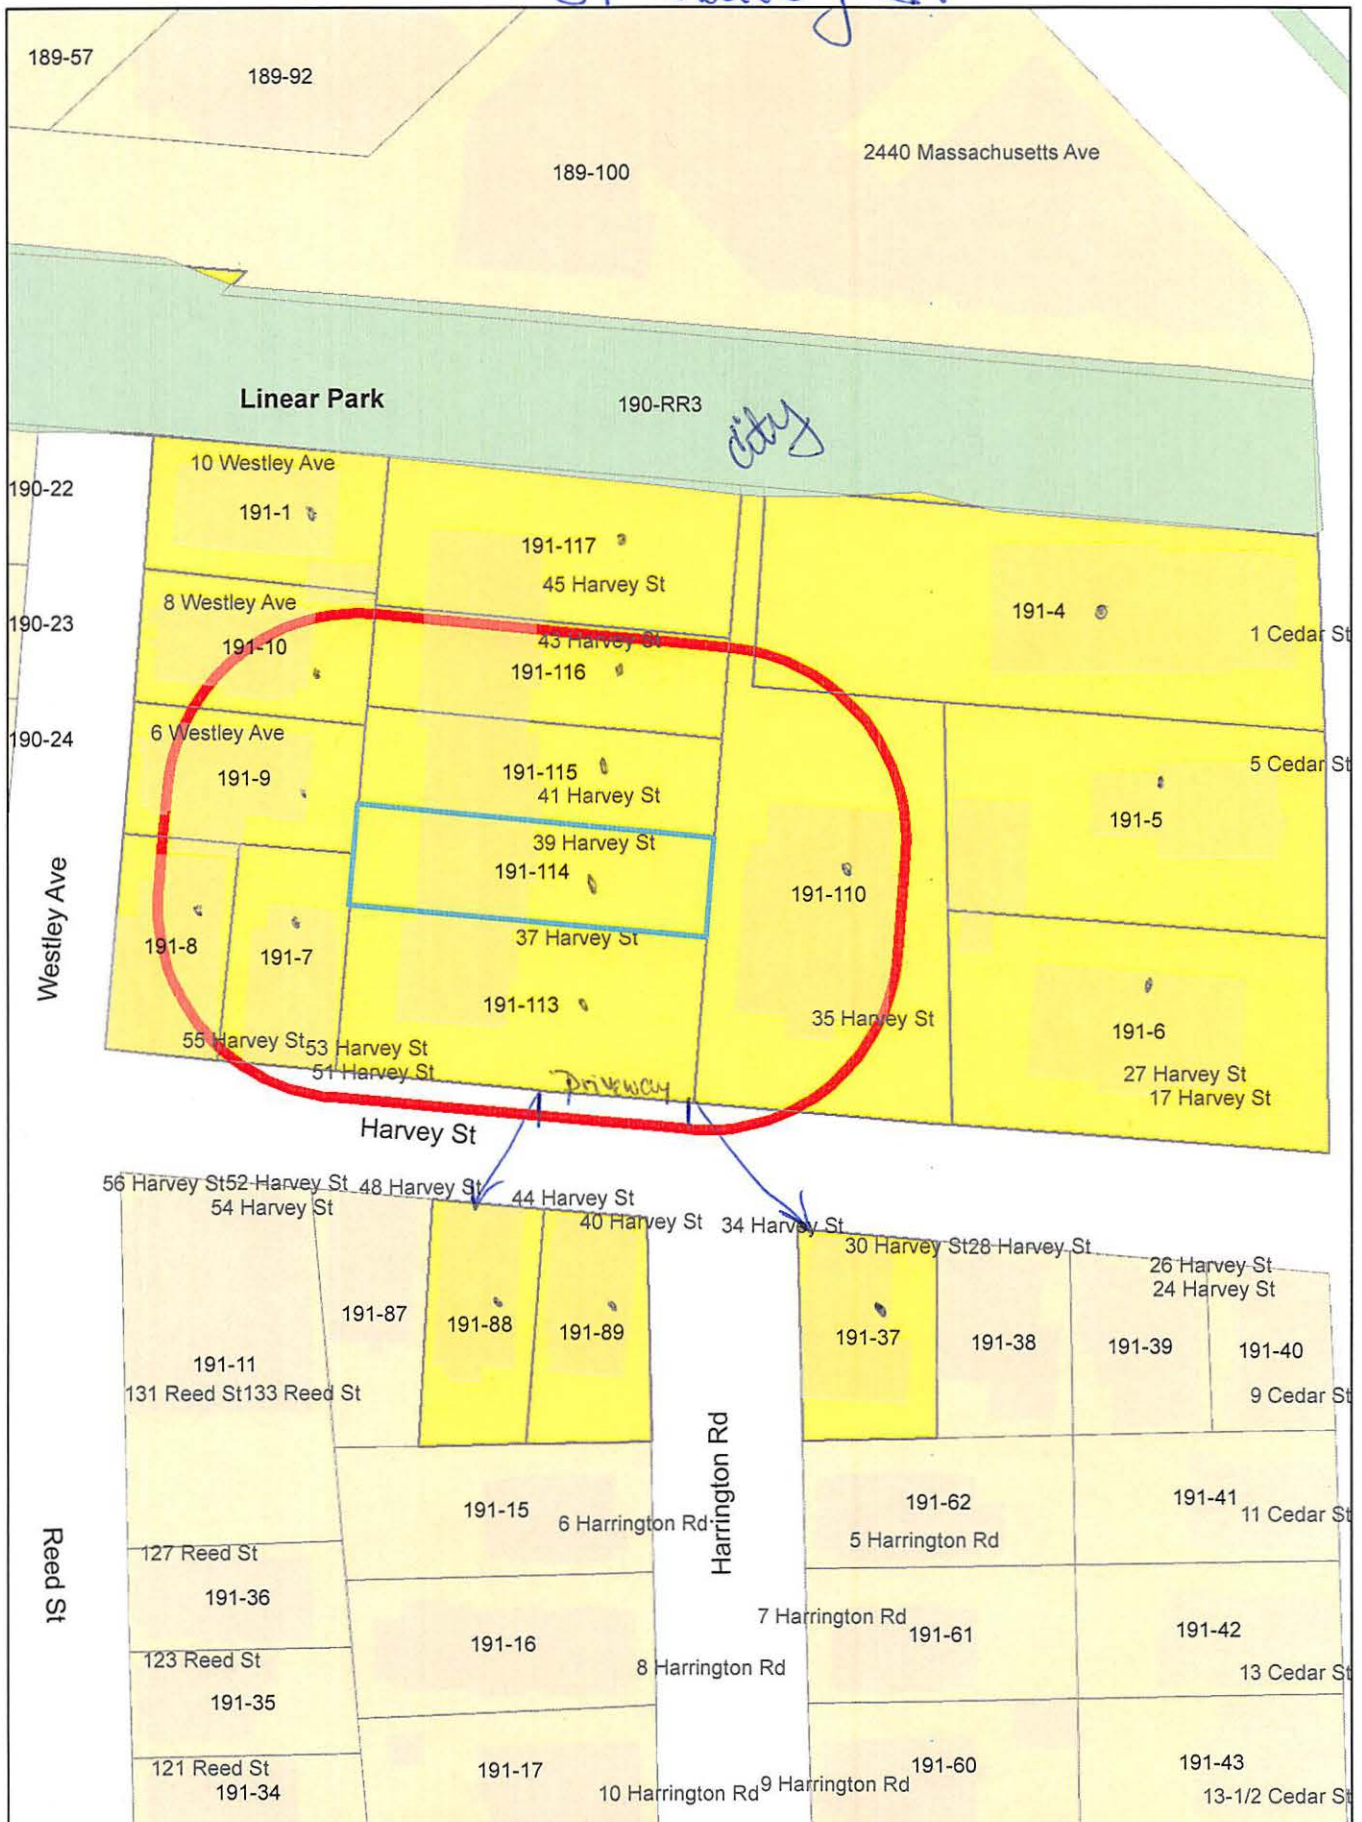 189-57
189-92
2440 Massachusetts Ave
189-100
Linear Park
190-RR3
City
10 Westley Ave
190-22
191-1
191-117
45 Harvey St
8 Westley Ave
191-4
190-23
1 Cedar St
191-10
43 Harvey St
191-116
6 Westley Ave
190-24
191-9
191-115
41 Harvey St
5 Cedar St
191-5
39 Harvey St
191-114
191-110
Westley Ave
191-8
191-7
37 Harvey St
191-113
35 Harvey St
191-6
55 Harvey St
53 Harvey St
51 Harvey St
27 Harvey St
17 Harvey St
Driveway
Harvey St
56 Harvey St
52 Harvey St
54 Harvey St
48 Harvey St
44 Harvey St
40 Harvey St
34 Harvey St
30 Harvey St
28 Harvey St
26 Harvey St
24 Harvey St
191-87
191-88
191-89
191-37
191-38
191-39
191-40
191-11
131 Reed St
133 Reed St
9 Cedar St
Harrington Rd
191-15
6 Harrington Rd
191-62
5 Harrington Rd
191-41
11 Cedar St
Reed St
127 Reed St
191-36
191-16
8 Harrington Rd
7 Harrington Rd
191-61
191-42
13 Cedar St
123 Reed St
191-35
121 Reed St
191-34
191-17
10 Harrington Rd
9 Harrington Rd
191-60
191-43
13-1/2 Cedar St